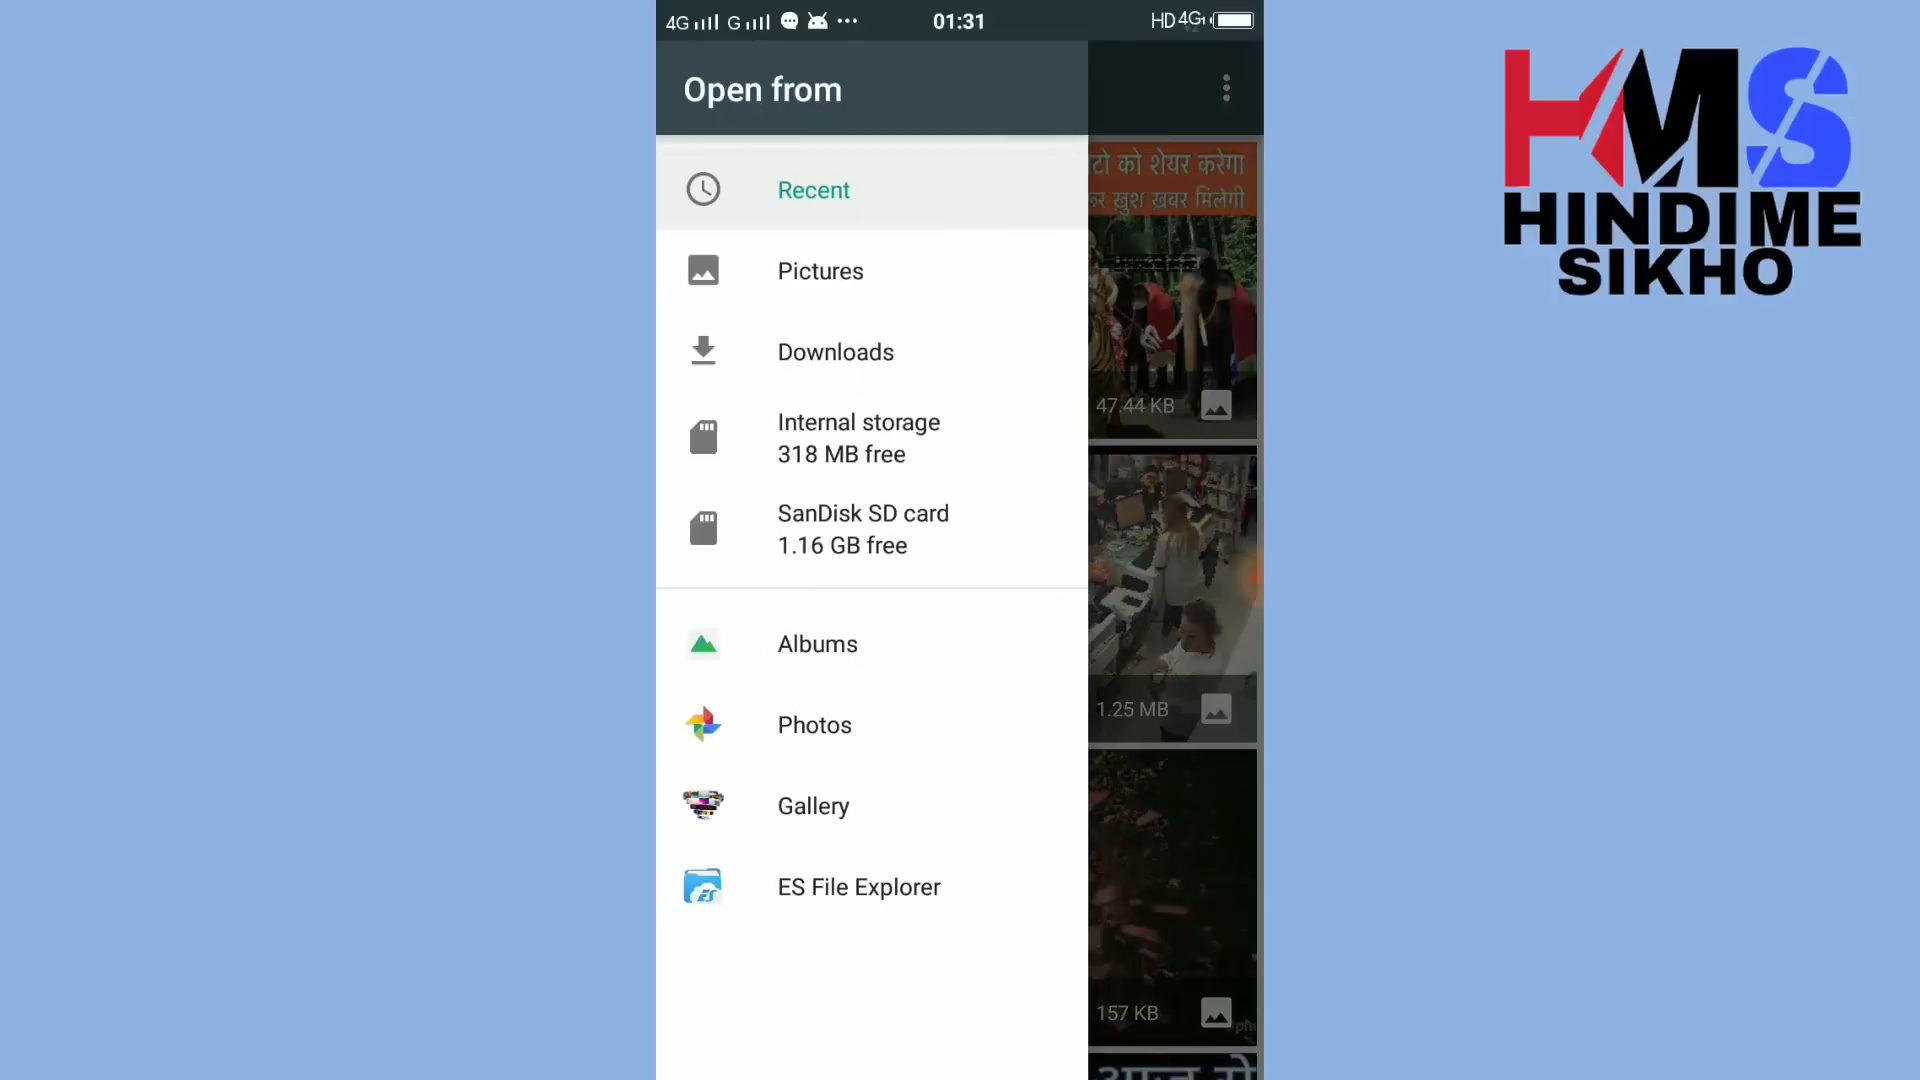 4G G 01:31 HD 4G
Open from
Recent
Pictures
Downloads
Internal storage
318 MB free
SanDisk SD card
1.16 GB free
Albums
Photos
Gallery
ES File Explorer
को शेयर करेगा
खुश खबर मिलेगी
47.44 KB
1.25 MB
157 KB
HMS
HINDIME
SIKHO